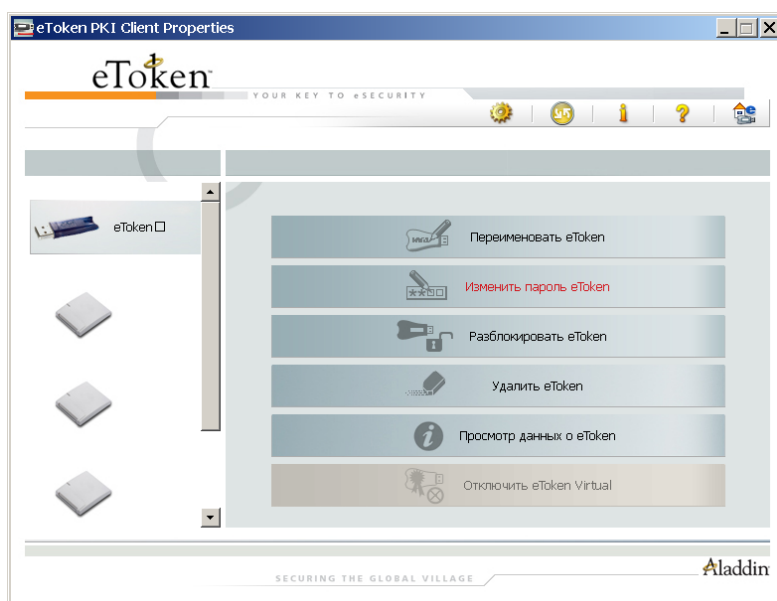 eToken PKI Client Properties
eToken
YOUR KEY TO eSECURITY
eToken
Переименовать eToken
Изменить пароль eToken
Разблокировать eToken
Удалить eToken
Просмотр данных о eToken
Отключить eToken Virtual
SECURING THE GLOBAL VILLAGE
Aladdin